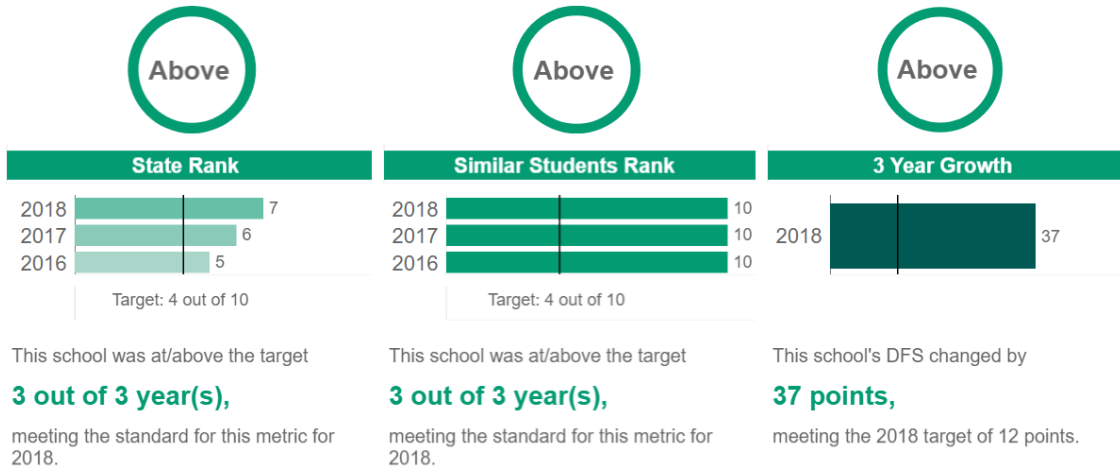 Above
State Rank
2018 7
2017 6
2016 5
Target: 4 out of 10
This school was at/above the target
3 out of 3 year(s),
meeting the standard for this metric for
2018.
Above
Similar Students Rank
2018 10
2017 10
2016 10
Target: 4 out of 10
This school was at/above the target
3 out of 3 year(s),
meeting the standard for this metric for
2018.
Above
3 Year Growth
2018 37
This school's DFS changed by
37 points,
meeting the 2018 target of 12 points.